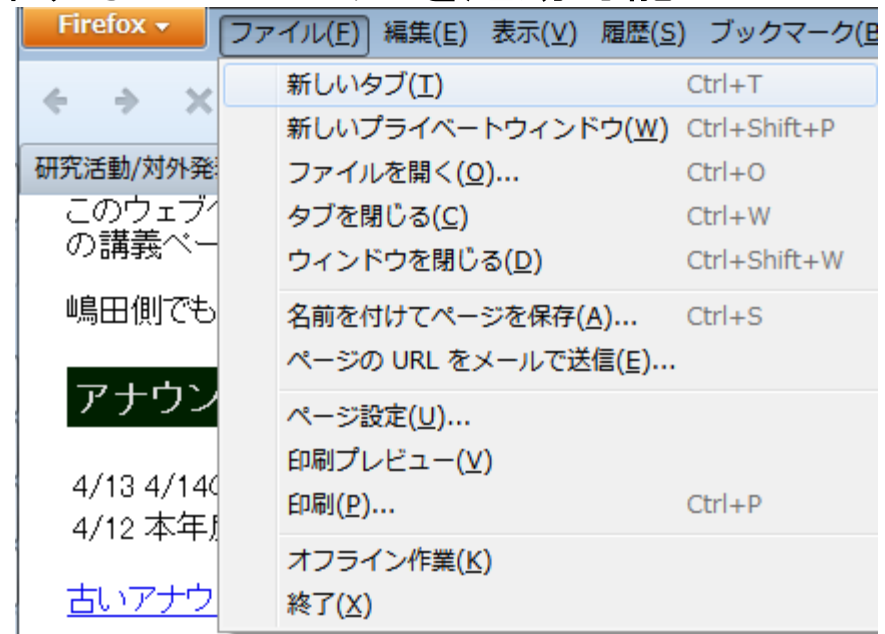 Firefox
ファイル(F) 編集(E) 表示(V) 履歴(S) ブックマーク(B
新しいタブ(T) Ctrl+T
新しいプライベートウィンドウ(W) Ctrl+Shift+P
ファイルを開く(O)... Ctrl+O
タブを閉じる(C) Ctrl+W
ウィンドウを閉じる(D) Ctrl+Shift+W
名前を付けてページを保存(A)... Ctrl+S
ページの URL をメールで送信(E)...
ページ設定(U)...
印刷プレビュー(V)
印刷(P)... Ctrl+P
オフライン作業(K)
終了(X)
研究活動/対外発
このウェブ
の講義ペー
嶋田側でも
アナウン
4/13 4/14の
4/12 本年
古いアナウ